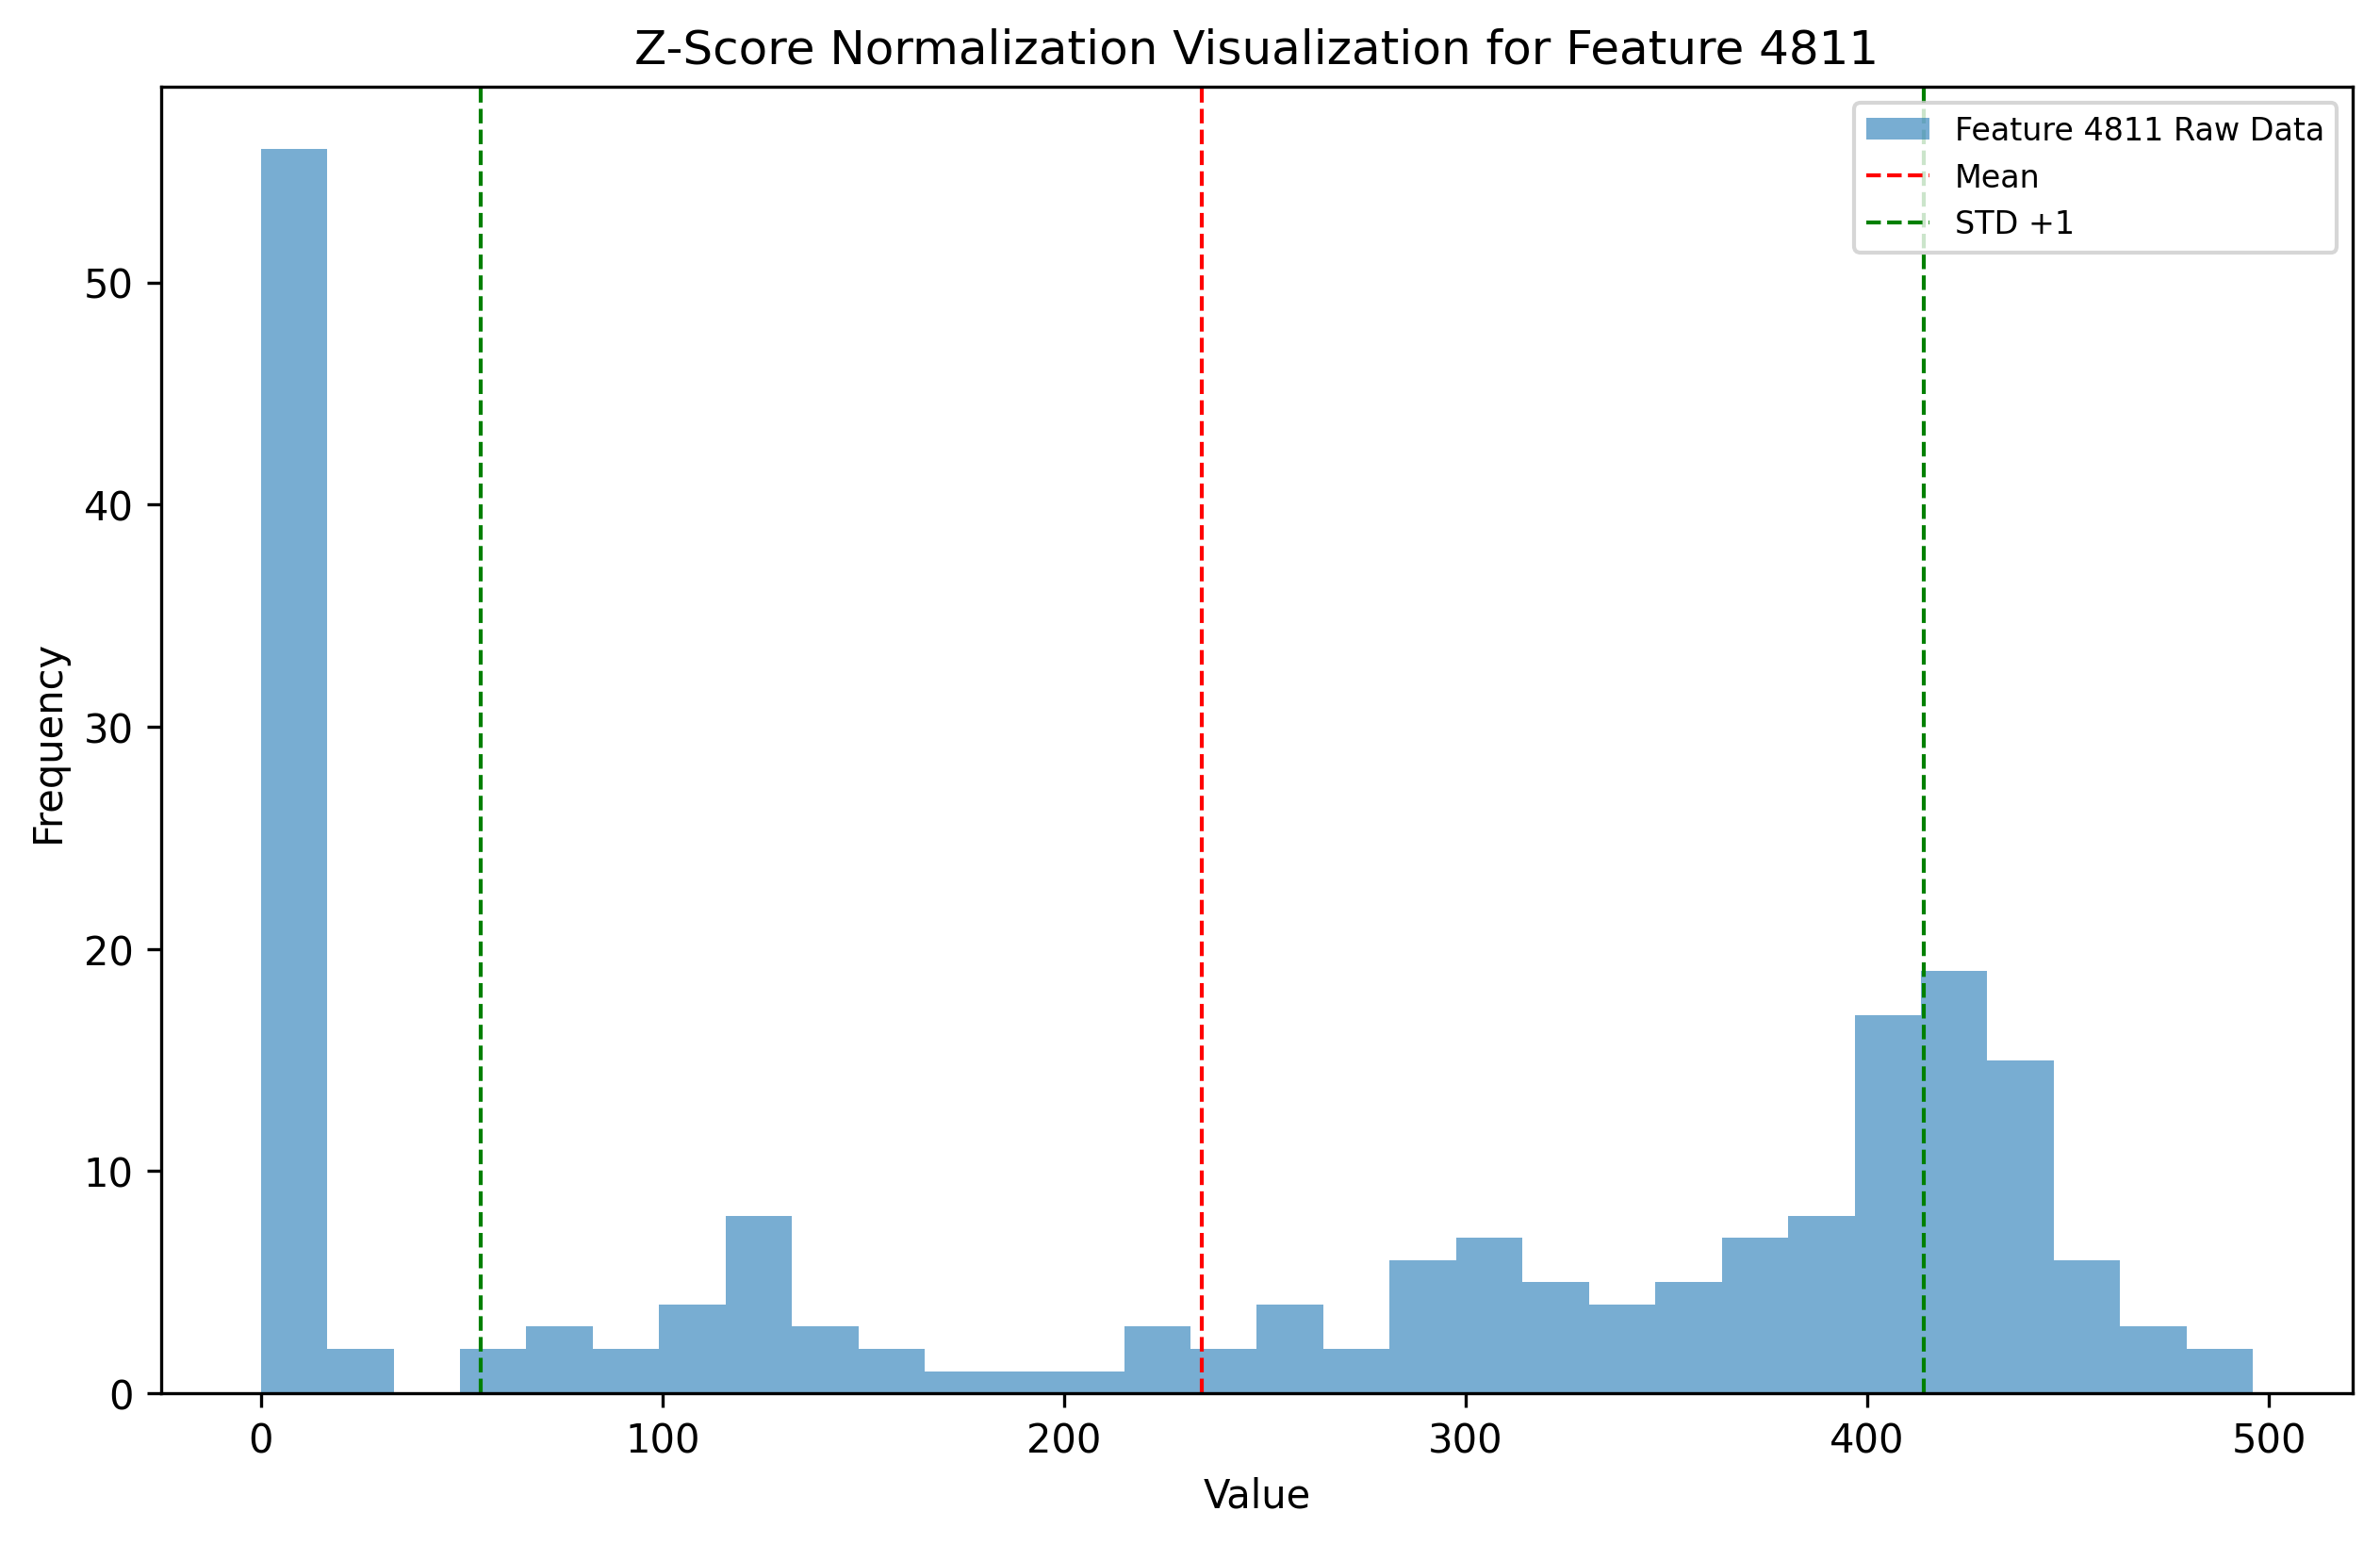 Z-Score Normalization Visualization for Feature 4811
Feature 4811 Raw Data
Mean
STD +1
50
40
30
20
10
0
Frequency
0 100 200 300 400 500
Value